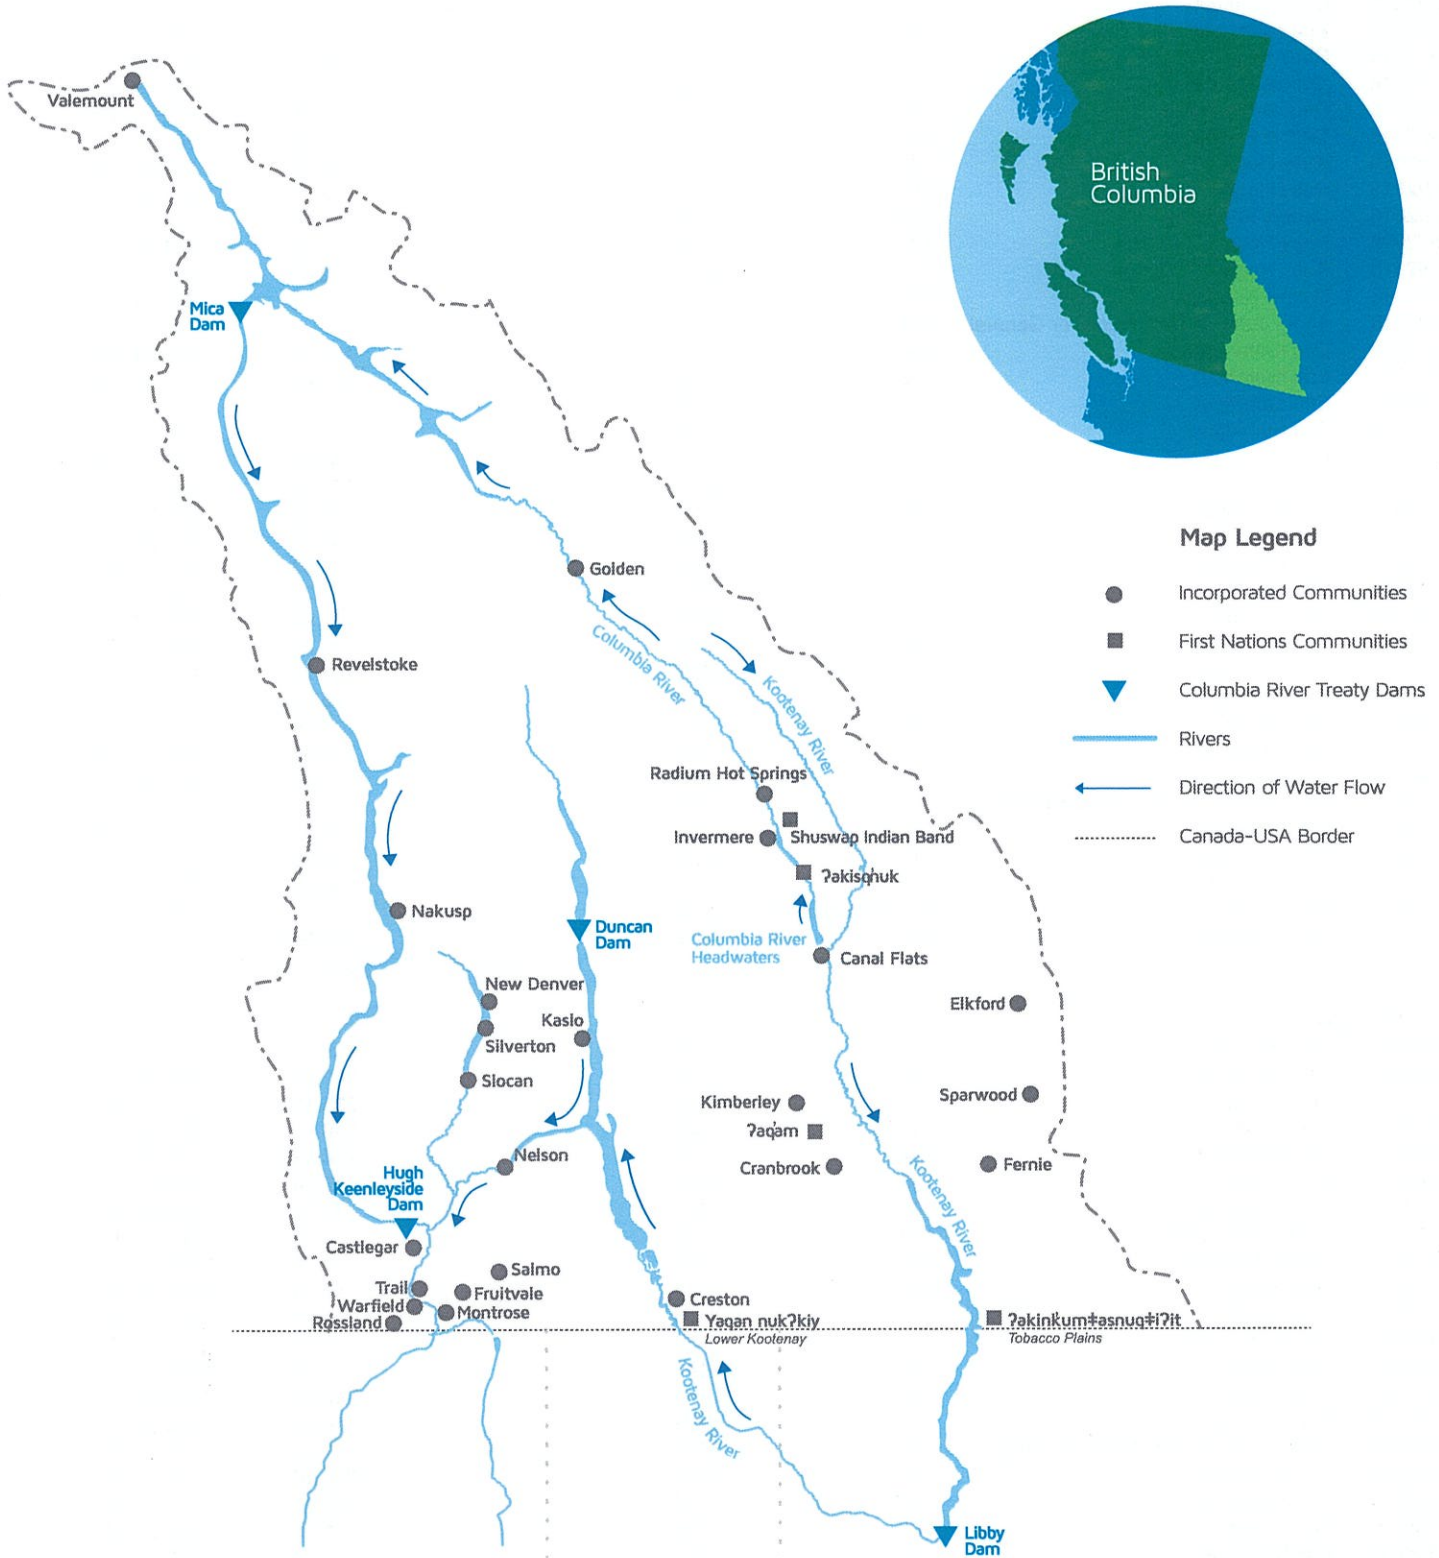 British
Columbia
Valemount
Mica
Dam
Golden
Columbia River
Kootenay River
Revelstoke
Radium Hot Springs
Invermere
Shuswap Indian Band
ʔakisq̓nuk
Nakusp
Duncan
Dam
Columbia River
Headwaters
Canal Flats
New Denver
Kaslo
Silverton
Slocan
Elkford
Sparwood
Kimberley
ʔaq̓am
Cranbrook
Fernie
Nelson
Hugh
Keenleyside
Dam
Kootenay River
Castlegar
Salmo
Trail
Fruitvale
Warfield
Montrose
Rossland
Creston
Yaqan nukʔkiy
Lower Kootenay
ʔakink̓umǂasnuqǂiʔit
Tobacco Plains
Kootenay River
Libby
Dam
Map Legend
Incorporated Communities
First Nations Communities
Columbia River Treaty Dams
Rivers
Direction of Water Flow
Canada-USA Border